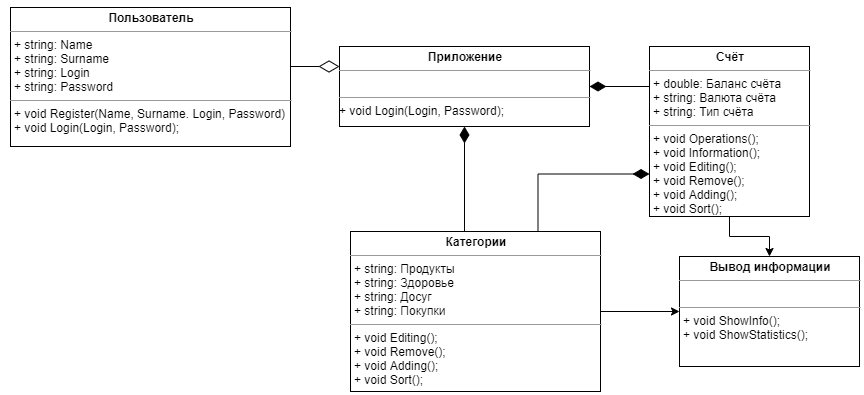 Пользователь
+ string: Name
+ string: Surname
+ string: Login
+ string: Password
+ void Register(Name, Surname. Login, Password)
+ void Login(Login, Password);
Приложение
+ void Login(Login, Password);
Счёт
+ double: Баланс счёта
+ string: Валюта счёта
+ string: Тип счёта
+ void Operations();
+ void Information();
+ void Editing();
+ void Remove();
+ void Adding();
+ void Sort();
Категории
+ string: Продукты
+ string: Здоровье
+ string: Досуг
+ string: Покупки
+ void Editing();
+ void Remove();
+ void Adding();
+ void Sort();
Вывод информации
+ void ShowInfo();
+ void ShowStatistics();